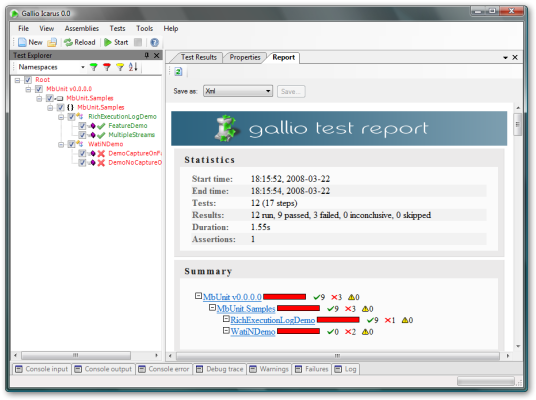 Gallio Icarus 0.0
File View Assemblies Tests Tools Help
New Reload Start
Test Explorer
Namespaces
Root
MbUnit v0.0.0.0
MbUnit.Samples
MbUnit.Samples
RichExecutionLogDemo
FeatureDemo
MultipleStreams
WatiNDemo
DemoCaptureOnF
DemoNoCaptureO
Test Results Properties Report
Save as: Xml Save...
gallio test report
Statistics
Start time: 18:15:52, 2008-03-22
End time: 18:15:54, 2008-03-22
Tests: 12 (17 steps)
Results: 12 run, 9 passed, 3 failed, 0 inconclusive, 0 skipped
Duration: 1.55s
Assertions: 1
Summary
MbUnit v0.0.0.0 9 3 0
MbUnit.Samples 9 3 0
RichExecutionLogDemo 9 1 0
WatiNDemo 0 2 0
Console input Console output Console error Debug trace Warnings Failures Log